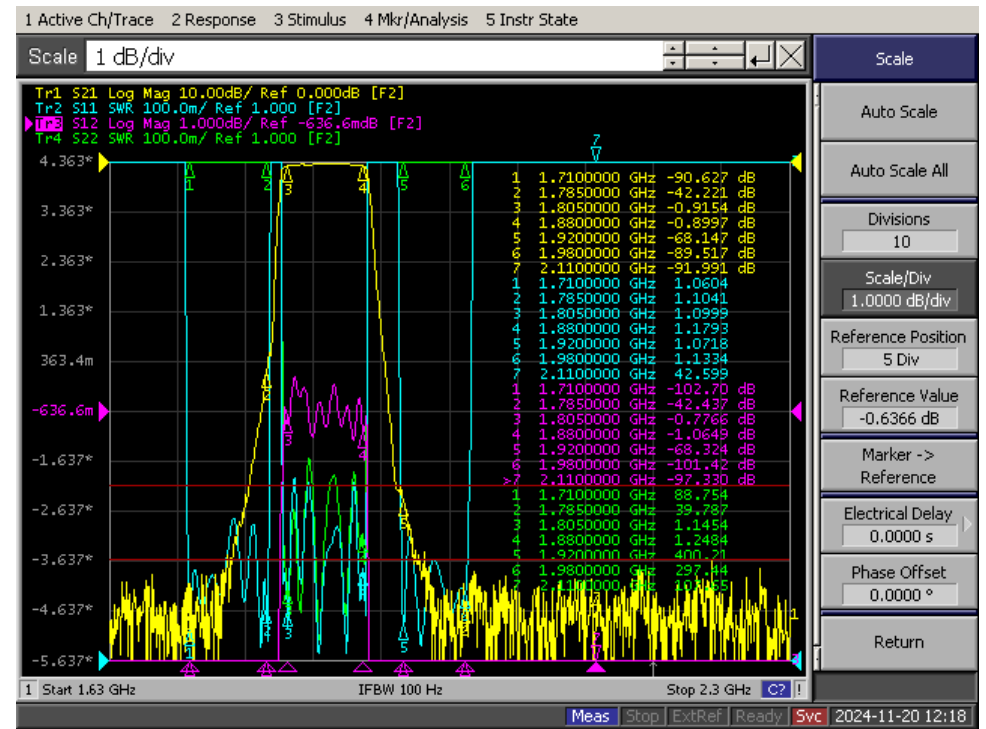 1 Active Ch/Trace 2 Response 3 Stimulus 4 Mkr/Analysis 5 Instr State
Scale 1 dB/div
Tr1 S21 Log Mag 10.00dB/ Ref 0.000dB [F2]
Tr2 S11 SWR 100.0m/ Ref 1.000 [F2]
Tr3 S12 Log Mag 1.000dB/ Ref -636.6mdB [F2]
Tr4 S22 SWR 100.0m/ Ref 1.000 [F2]
4.363*
3.363*
2.363*
1.363*
363.4m
-636.6m
-1.637*
-2.637*
-3.637*
-4.637*
-5.637*
1 1.7100000 GHz -90.627 dB
2 1.7850000 GHz -42.221 dB
3 1.8050000 GHz -0.9154 dB
4 1.8800000 GHz -0.8997 dB
5 1.9200000 GHz -68.147 dB
6 1.9800000 GHz -89.517 dB
7 2.1100000 GHz -91.991 dB
1 1.7100000 GHz 1.0604
2 1.7850000 GHz 1.1041
3 1.8050000 GHz 1.0999
4 1.8800000 GHz 1.1793
5 1.9200000 GHz 1.0718
6 1.9800000 GHz 1.1334
7 2.1100000 GHz 42.599
1 1.7100000 GHz -102.70 dB
2 1.7850000 GHz -42.437 dB
3 1.8050000 GHz -0.7766 dB
4 1.8800000 GHz -1.0649 dB
5 1.9200000 GHz -68.324 dB
6 1.9800000 GHz -101.42 dB
>7 2.1100000 GHz -97.330 dB
1 1.7100000 GHz 88.754
2 1.7850000 GHz 39.787
3 1.8050000 GHz 1.1454
4 1.8800000 GHz 1.2484
5 1.9200000 GHz 400.21
6 1.9800000 GHz 297.44
7 2.1100000 GHz
1 Start 1.63 GHz IFBW 100 Hz Stop 2.3 GHz C? !
Scale
Auto Scale
Auto Scale All
Divisions
10
Scale/Div
1.0000 dB/div
Reference Position
5 Div
Reference Value
-0.6366 dB
Marker ->
Reference
Electrical Delay
0.0000 s
Phase Offset
0.0000 °
Return
Meas Stop ExtRef Ready Svc 2024-11-20 12:18